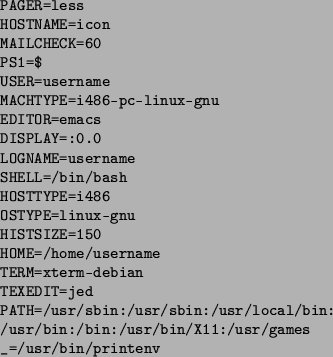 PAGER=less
HOSTNAME=icon
MAILCHECK=60
PS1=$
USER=username
MACHTYPE=i486-pc-linux-gnu
EDITOR=emacs
DISPLAY=:0.0
LOGNAME=username
SHELL=/bin/bash
HOSTTYPE=i486
OSTYPE=linux-gnu
HISTSIZE=150
HOME=/home/username
TERM=xterm-debian
TEXEDIT=jed
PATH=/usr/sbin:/usr/sbin:/usr/local/bin:
/usr/bin:/bin:/usr/bin/X11:/usr/games
_=/usr/bin/printenv